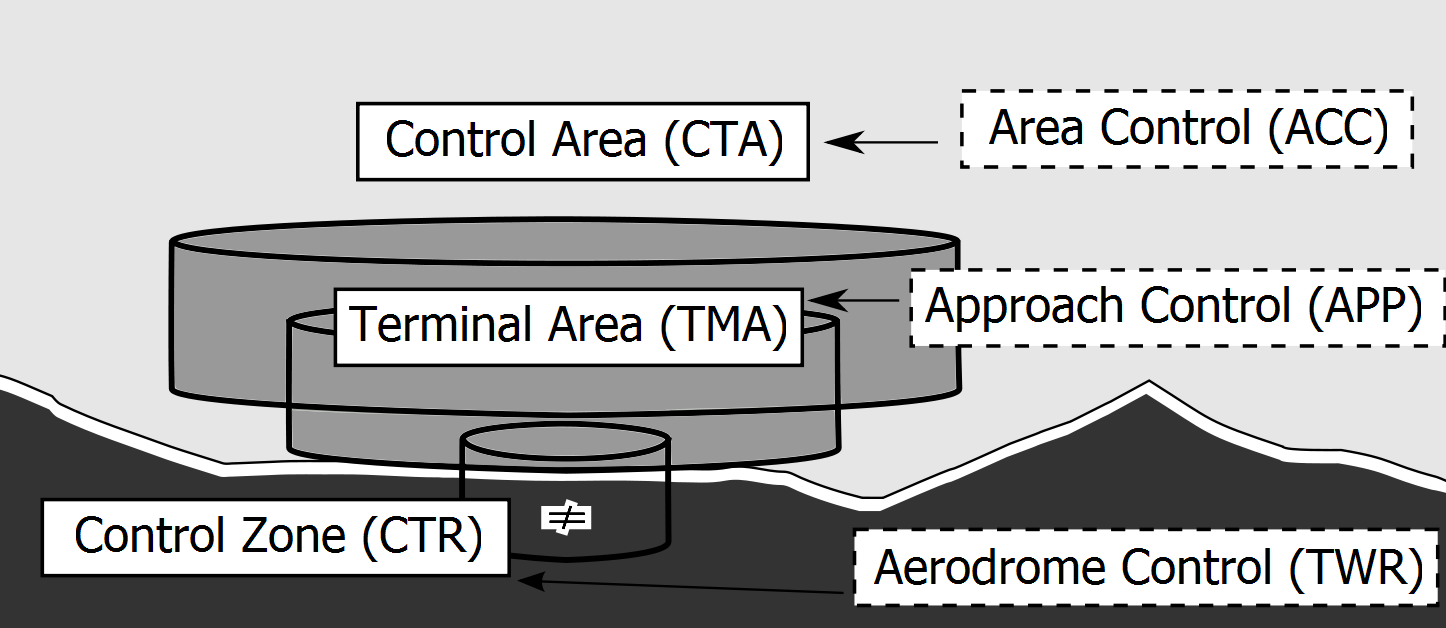 Control Area (CTA)
Area Control (ACC)
Terminal Area (TMA)
Approach Control (APP)
Control Zone (CTR)
Aerodrome Control (TWR)